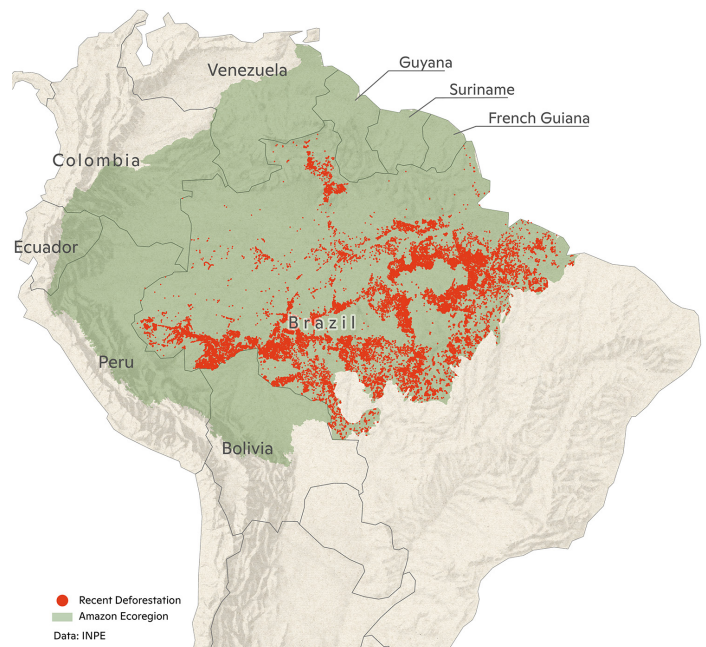 Venezuela
Guyana
Suriname
French Guiana
Colombia
Ecuador
Brazil
Peru
Bolivia
Recent Deforestation
Amazon Ecoregion
Data: INPE